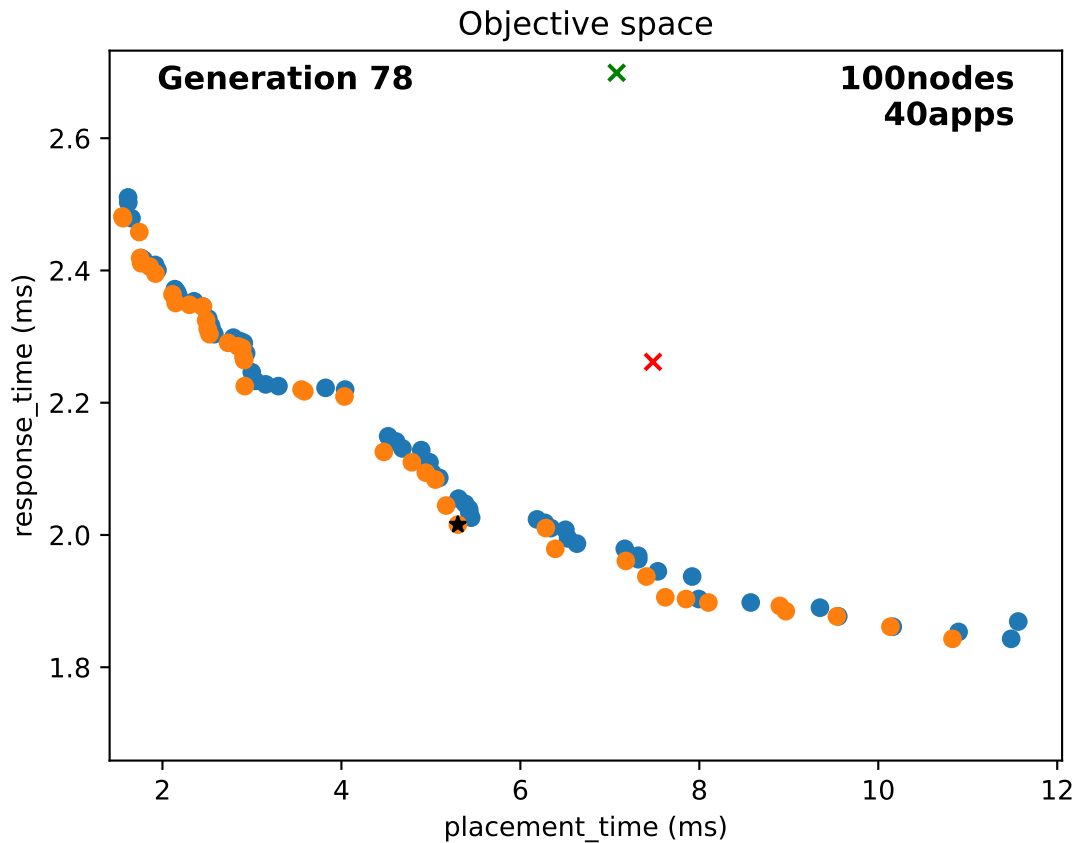 Objective space
Generation 78
100nodes
40apps
response_time (ms)
2.6
2.4
2.2
2.0
1.8
2
4
6
8
10
12
placement_time (ms)